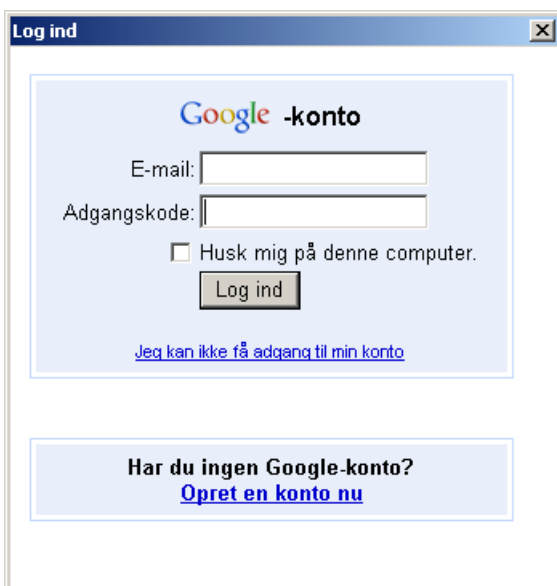 Log ind
Google -konto
E-mail:
Adgangskode:
Husk mig på denne computer.
Log ind
Jeg kan ikke få adgang til min konto
Har du ingen Google-konto?
Opret en konto nu